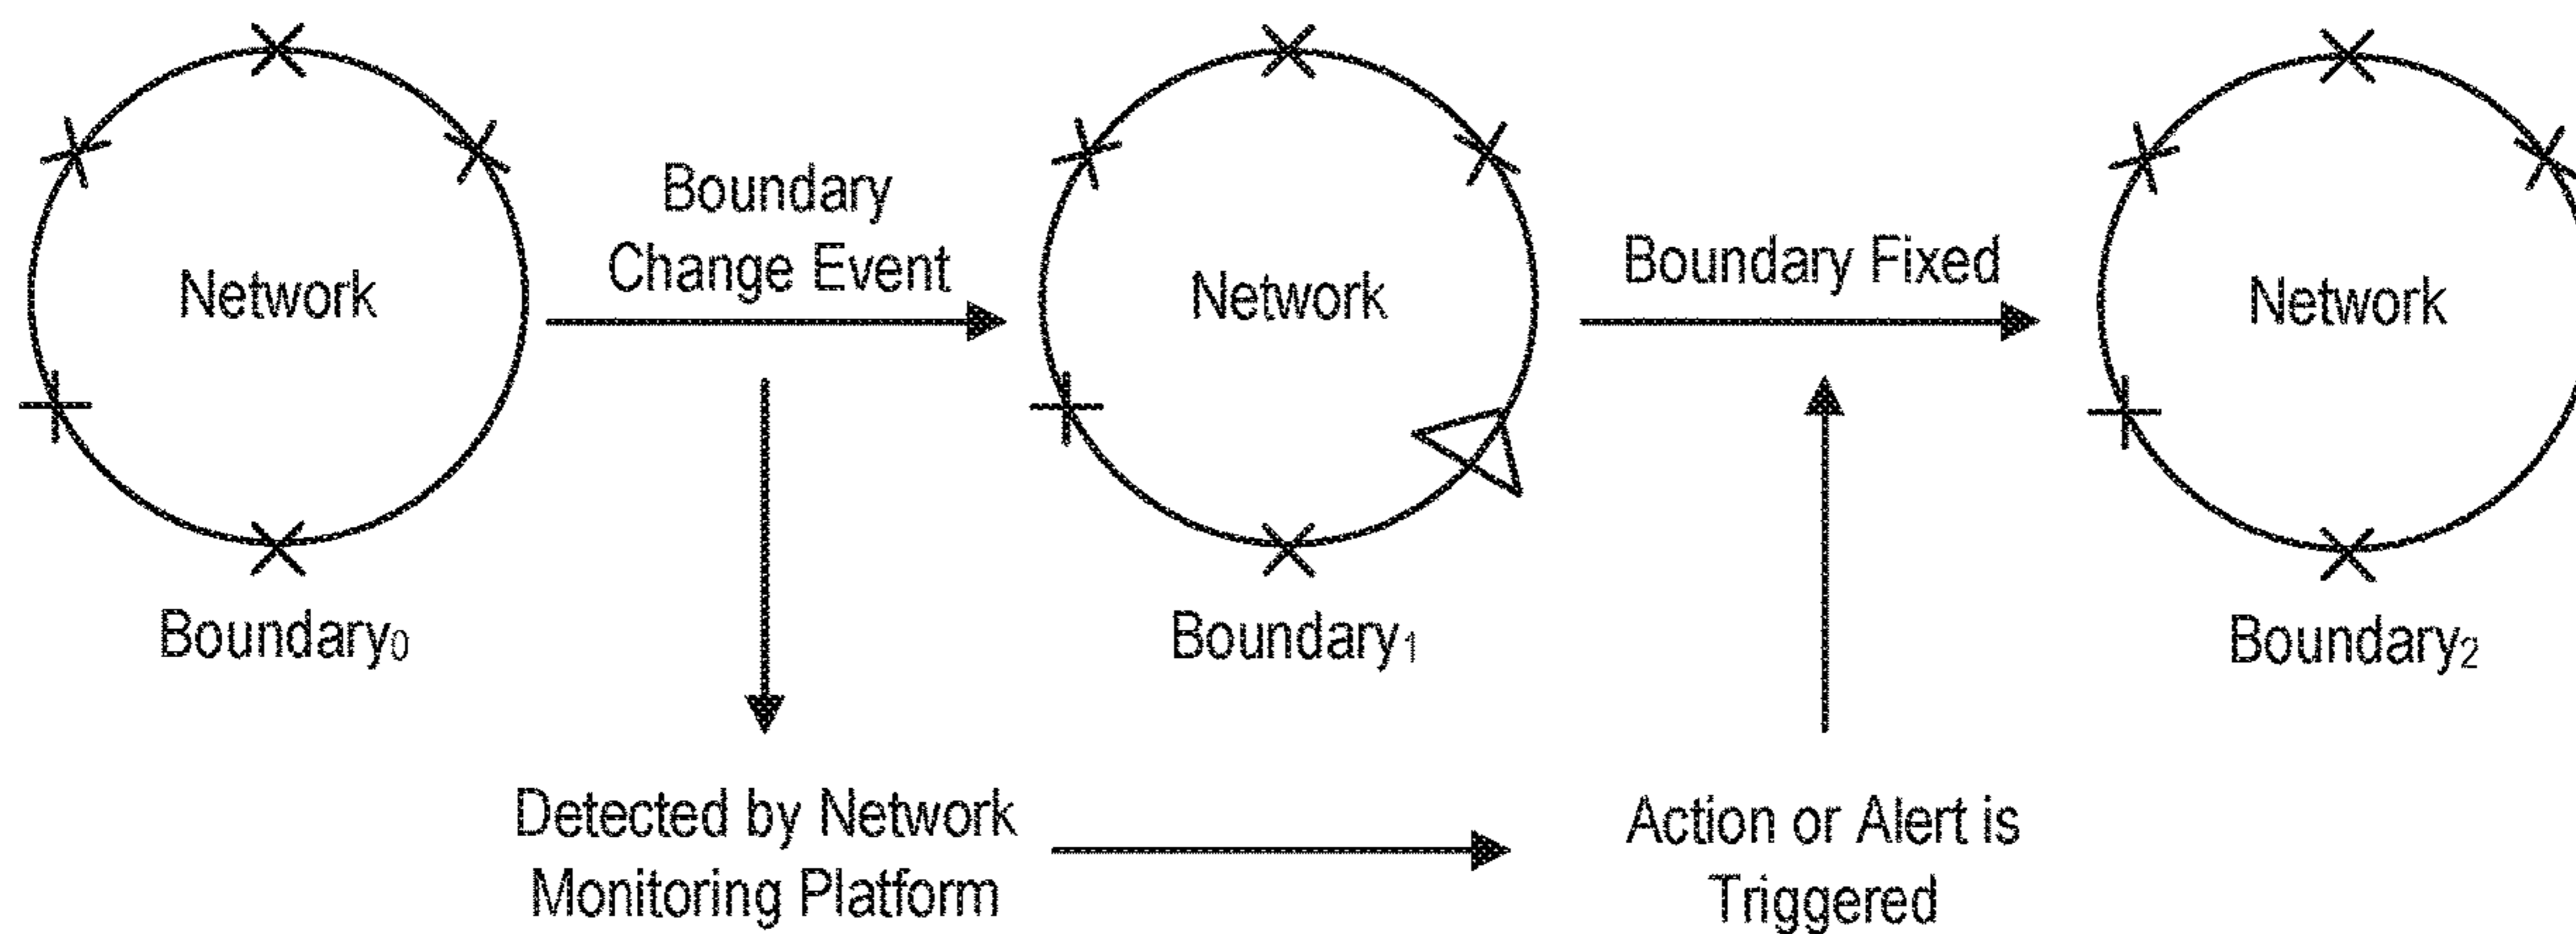 Network
Boundary₀
Boundary
Change Event
Network
Boundary₁
Boundary Fixed
Network
Boundary₂
Detected by Network
Monitoring Platform
Action or Alert is
Triggered